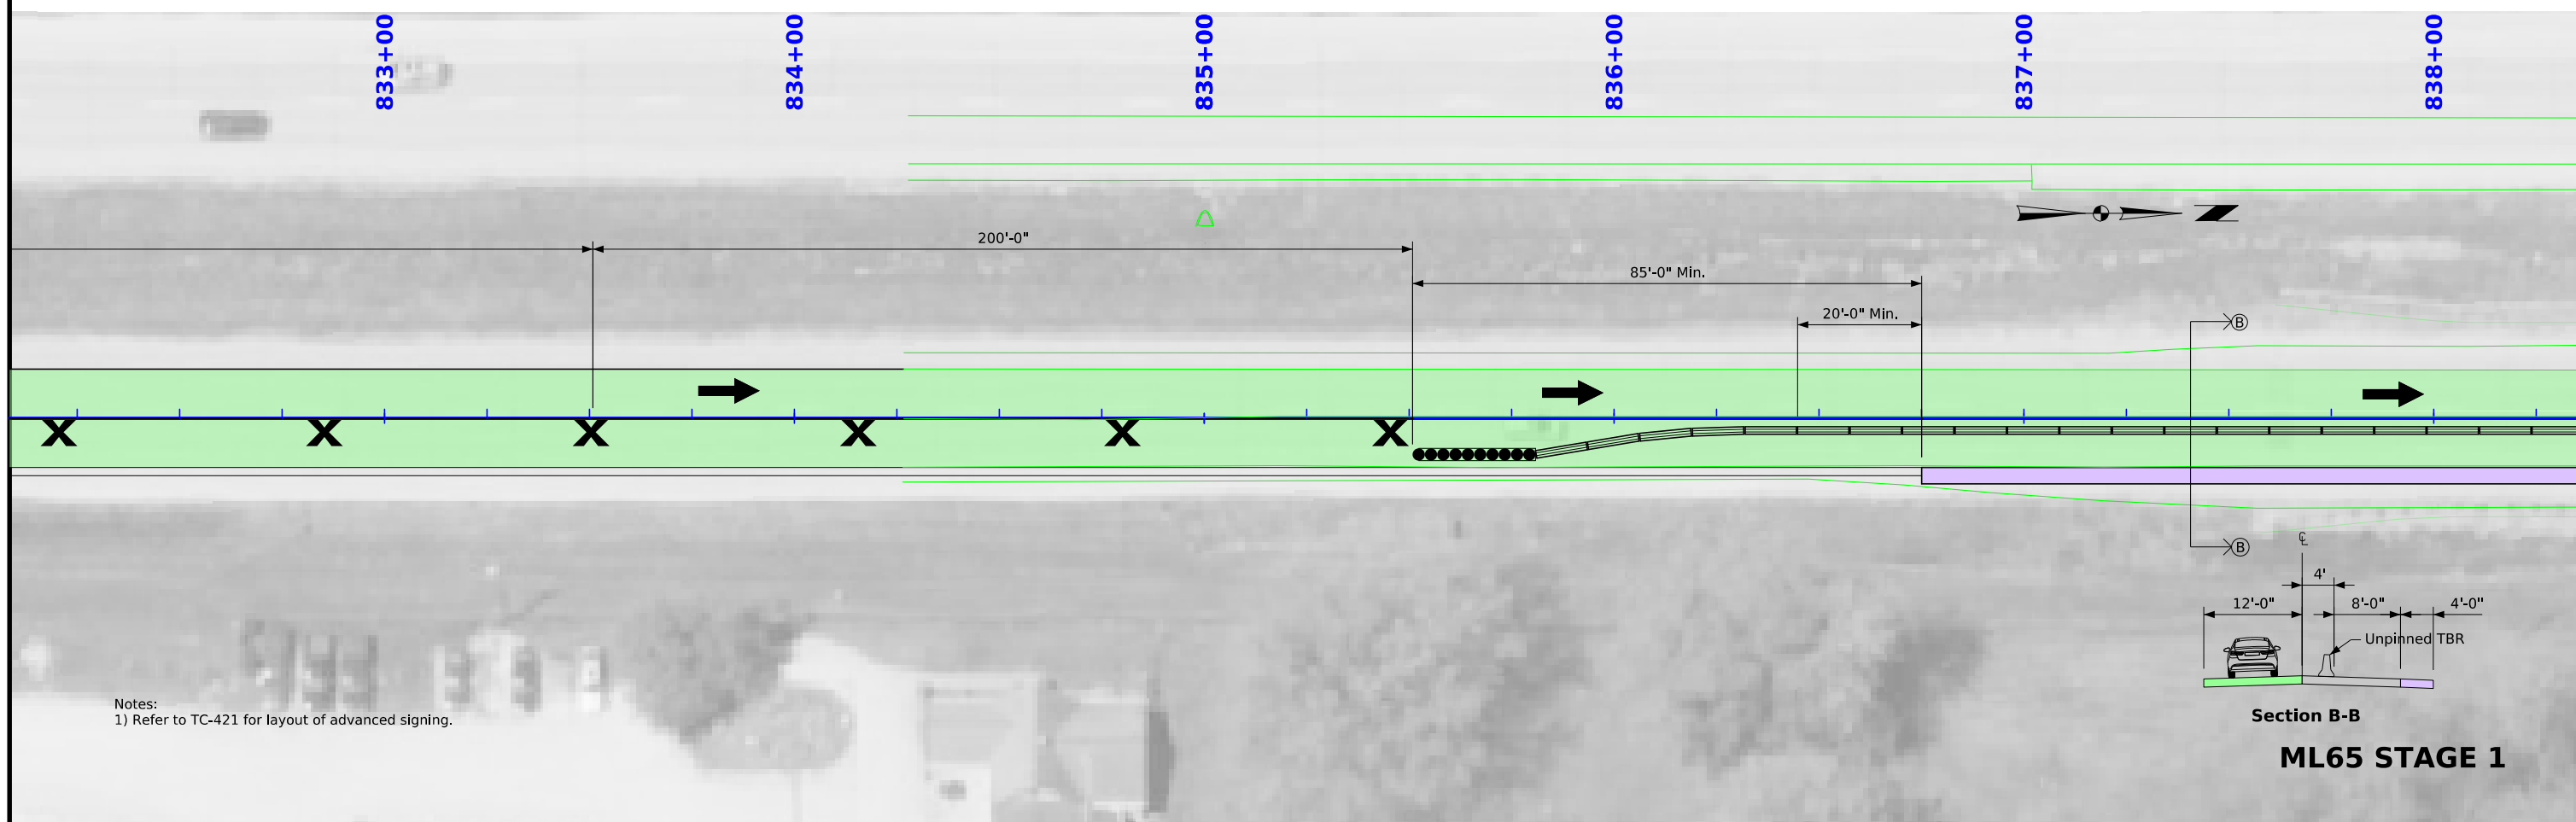 833+00
834+00
835+00
836+00
837+00
838+00
200'-0"
85'-0" Min.
20'-0" Min.
B
B
℄
4'
12'-0"
8'-0"
4'-0"
Unpinned TBR
Section B-B
ML65 STAGE 1
Notes:
1) Refer to TC-421 for layout of advanced signing.